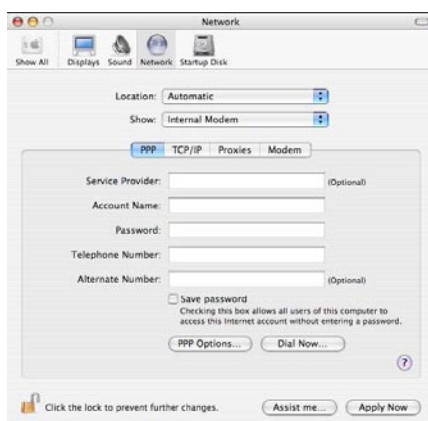 Network
Show All Displays Sound Network Startup Disk
Location: Automatic
Show: Internal Modem
PPP TCP/IP Proxies Modem
Service Provider: (Optional)
Account Name:
Password:
Telephone Number:
Alternate Number: (Optional)
Save password
Checking this box allows all users of this computer to
access this Internet account without entering a password.
PPP Options... Dial Now...
?
Click the lock to prevent further changes. Assist me... Apply Now